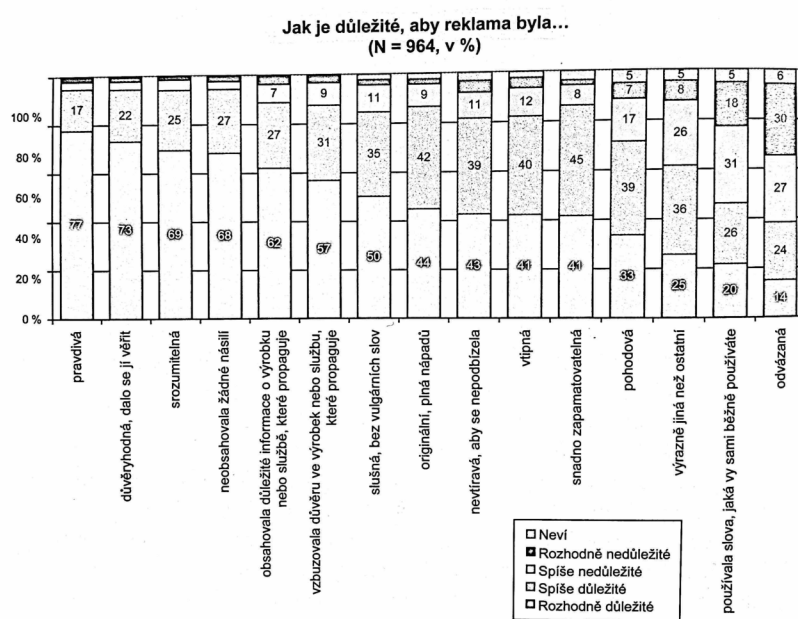 Jak je důležité, aby reklama byla...
(N = 964, v %)
100 %
80 %
60 %
40 %
20 %
0 %
17
77
22
73
25
69
27
68
7
27
62
9
31
57
11
35
50
9
42
44
11
39
43
12
40
41
8
45
41
5
7
17
39
33
5
8
26
36
25
5
18
31
26
20
6
30
27
24
14
pravdivá
důvěryhodná, dalo se jí věřit
srozumitelná
neobsahovala žádné násilí
obsahovala důležité informace o výrobku
nebo službě, které propaguje
vzbuzovala důvěru ve výrobek nebo službu,
které propaguje
slušná, bez vulgárních slov
originální, plná nápadů
nevtíravá, aby se nepodbízela
vtipná
snadno zapamatovatelná
pohodová
výrazně jiná než ostatní
používala slova, jaká vy sami běžně používáte
odvázaná
Neví
Rozhodně nedůležité
Spíše nedůležité
Spíše důležité
Rozhodně důležité